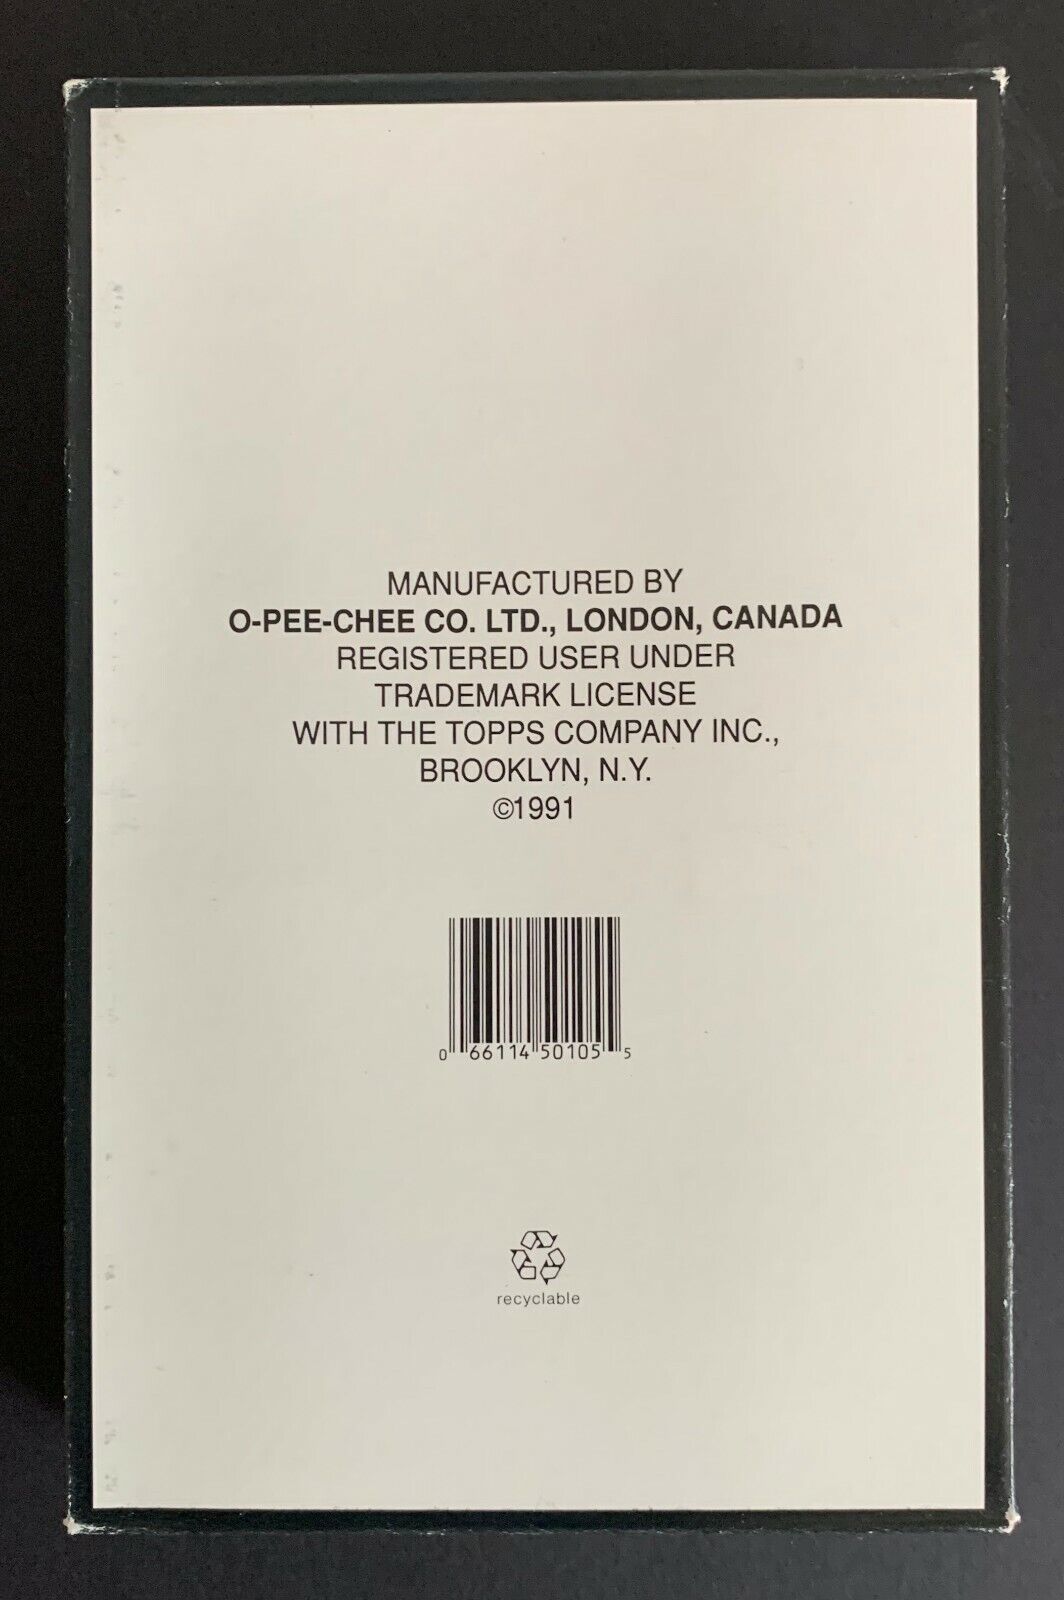 MANUFACTURED BY
O-PEE-CHEE CO. LTD., LONDON, CANADA
REGISTERED USER UNDER
TRADEMARK LICENSE
WITH THE TOPPS COMPANY INC.,
BROOKLYN, N.Y.
©1991
0 66114 50105 5
recyclable